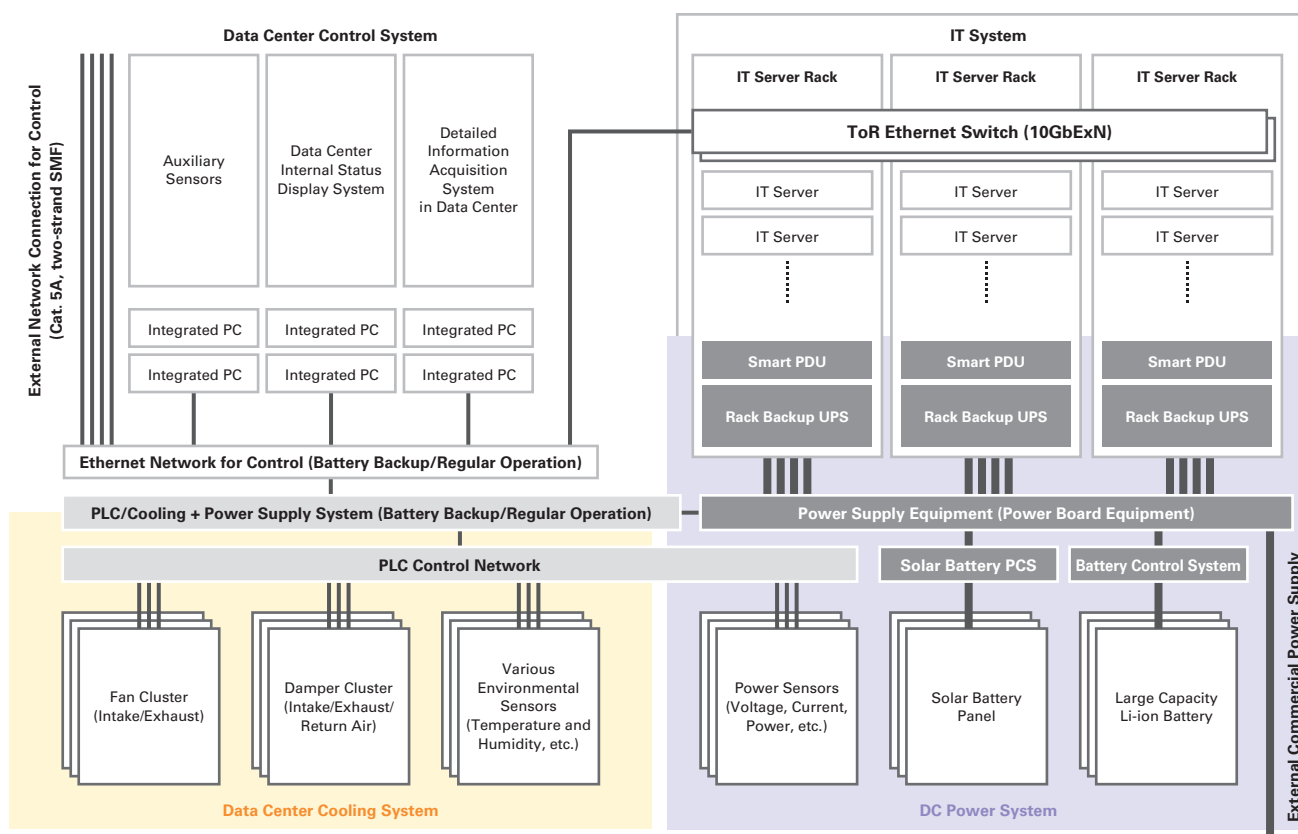 Data Center Control System
External Network Connection for Control
(Cat. 5A, two-strand SMF)
Auxiliary
Sensors
Data Center
Internal Status
Display System
Detailed
Information
Acquisition
System
in Data Center
Integrated PC
Integrated PC
Integrated PC
Integrated PC
Integrated PC
Integrated PC
Ethernet Network for Control (Battery Backup/Regular Operation)
IT System
IT Server Rack
IT Server Rack
IT Server Rack
ToR Ethernet Switch (10GbExN)
IT Server
IT Server
IT Server
IT Server
IT Server
IT Server
Smart PDU
Smart PDU
Smart PDU
Rack Backup UPS
Rack Backup UPS
Rack Backup UPS
PLC/Cooling + Power Supply System (Battery Backup/Regular Operation)
Power Supply Equipment (Power Board Equipment)
PLC Control Network
Solar Battery PCS
Battery Control System
Fan Cluster
(Intake/Exhaust)
Damper Cluster
(Intake/Exhaust/
Return Air)
Various
Environmental
Sensors
(Temperature and
Humidity, etc.)
Power Sensors
(Voltage, Current,
Power, etc.)
Solar Battery
Panel
Large Capacity
Li-ion Battery
External Commercial Power Supply
Data Center Cooling System
DC Power System